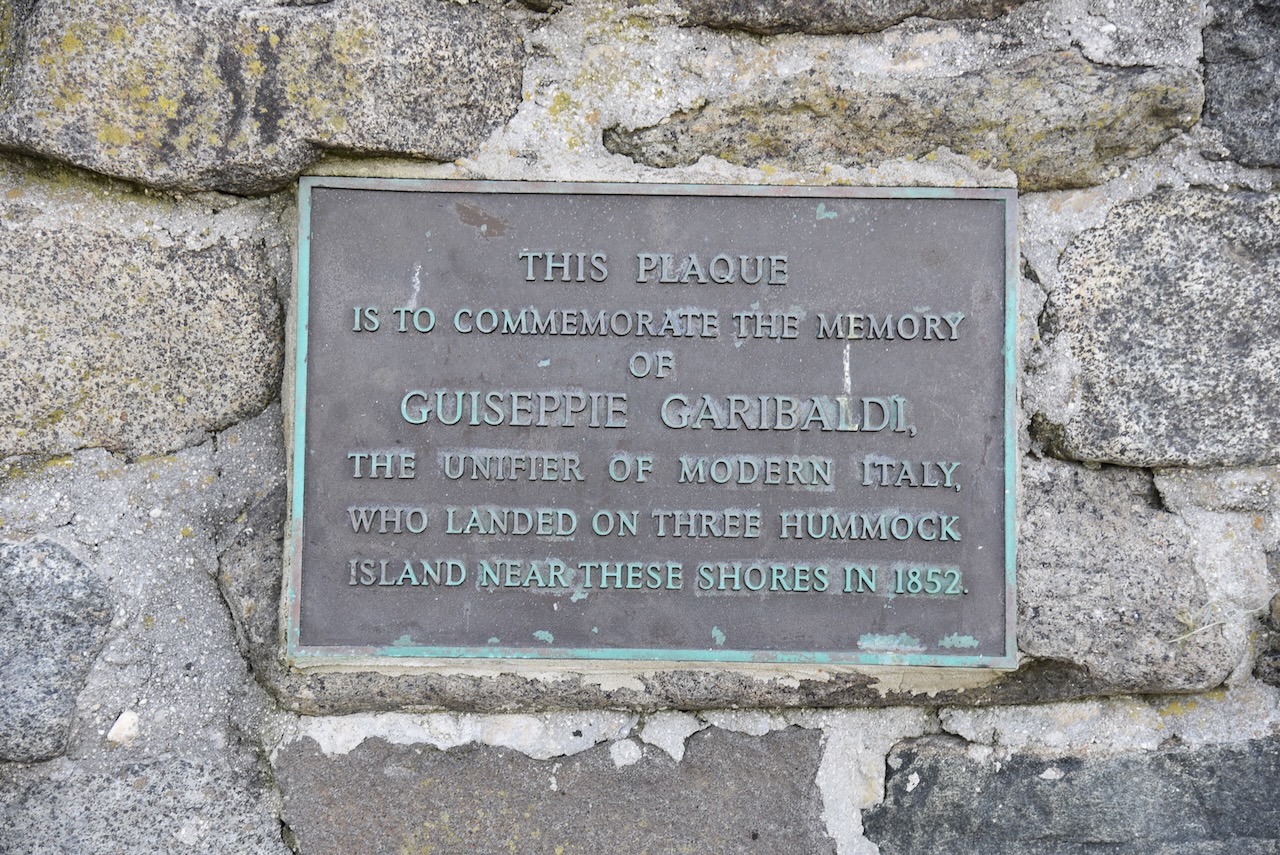 THIS PLAQUE
IS TO COMMEMORATE THE MEMORY
OF
GUISEPPIE GARIBALDI,
THE UNIFIER OF MODERN ITALY,
WHO LANDED ON THREE HUMMOCK
ISLAND NEAR THESE SHORES IN 1852.